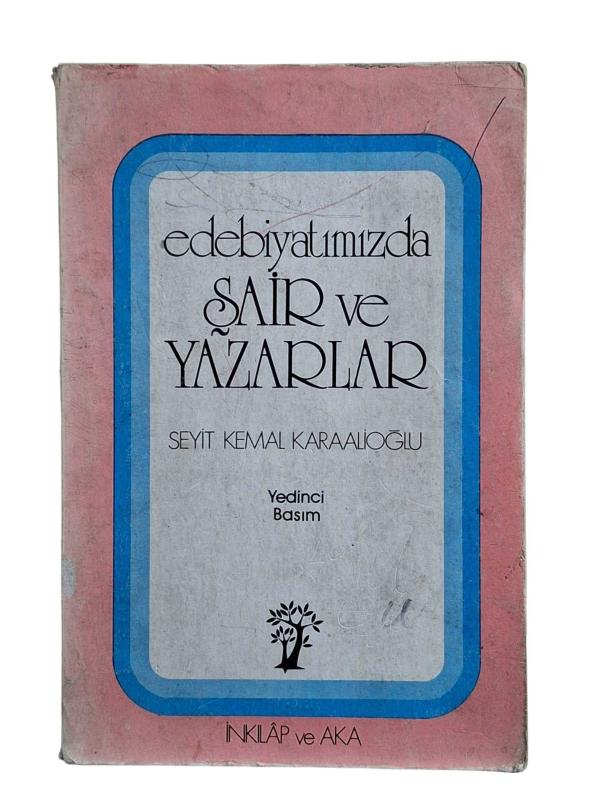 edebiyatımızda
ŞAİR ve
YAZARLAR
SEYİT KEMAL KARAALİOĞLU
Yedinci
Basım
İNKILÂP ve AKA